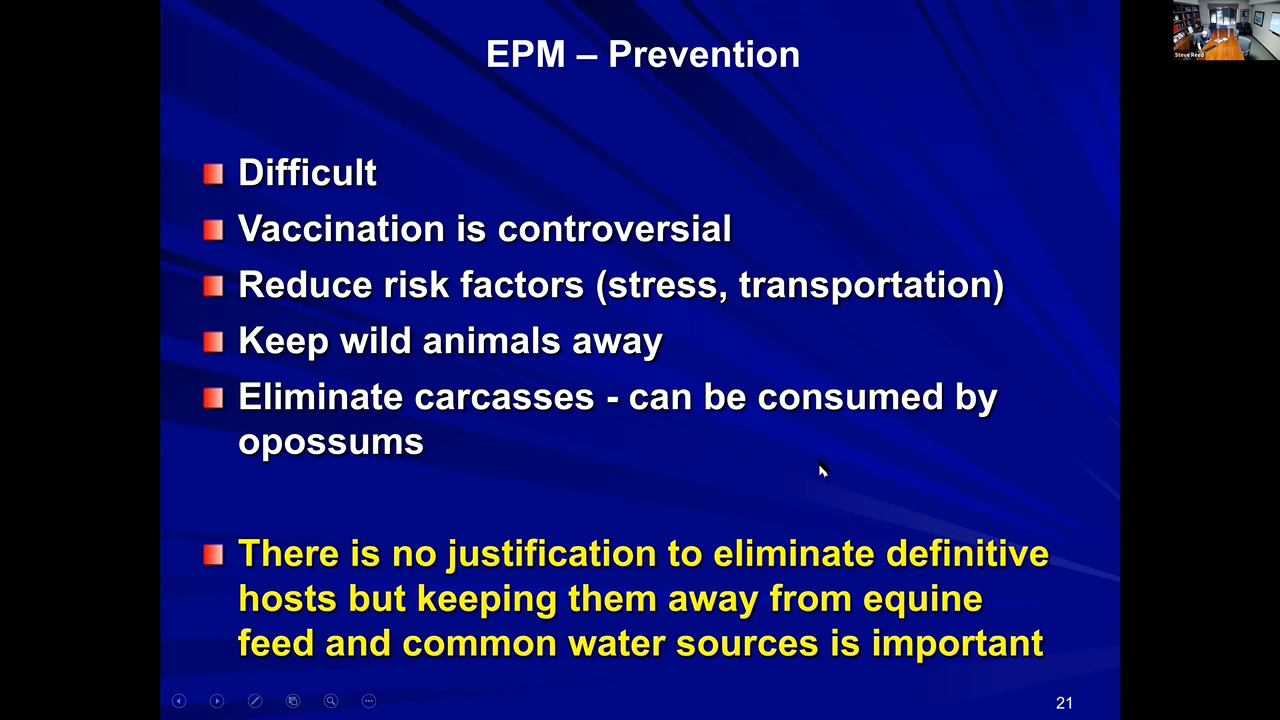 EPM – Prevention
Steve Reed
Difficult
Vaccination is controversial
Reduce risk factors (stress, transportation)
Keep wild animals away
Eliminate carcasses - can be consumed by
opossums
There is no justification to eliminate definitive
hosts but keeping them away from equine
feed and common water sources is important
21